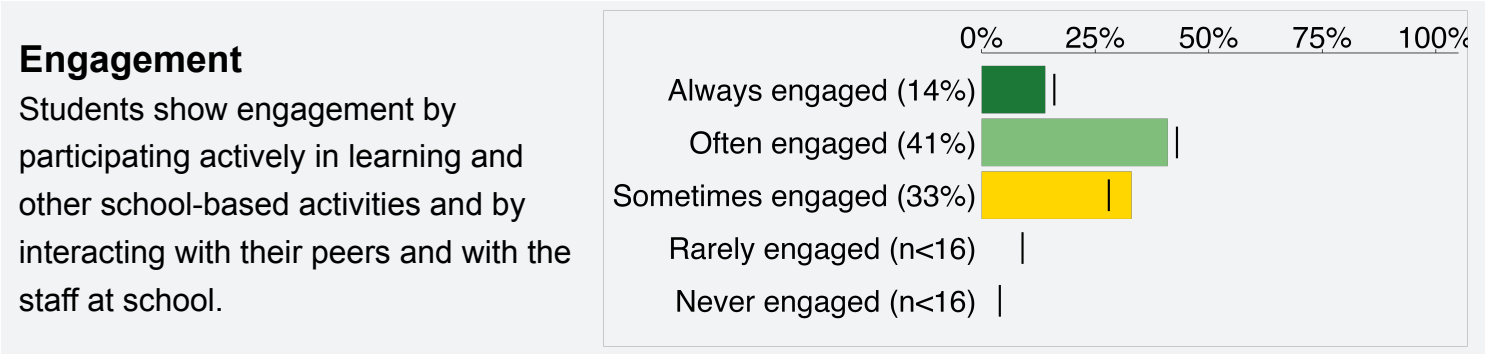 Engagement
Students show engagement by
participating actively in learning and
other school-based activities and by
interacting with their peers and with the
staff at school.
0% 25% 50% 75% 100%
Always engaged (14%)
Often engaged (41%)
Sometimes engaged (33%)
Rarely engaged (n<16)
Never engaged (n<16)